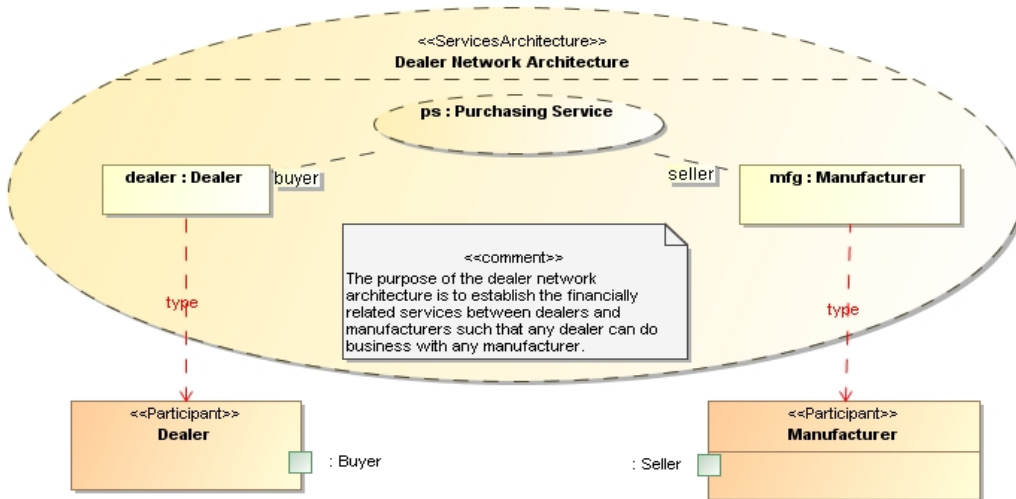 <<ServicesArchitecture>>
Dealer Network Architecture
ps : Purchasing Service
dealer : Dealer
buyer
seller
mfg : Manufacturer
<<comment>>
The purpose of the dealer network
architecture is to establish the financially
related services between dealers and
manufacturers such that any dealer can do
business with any manufacturer.
type
type
<<Participant>>
Dealer
: Buyer
: Seller
<<Participant>>
Manufacturer